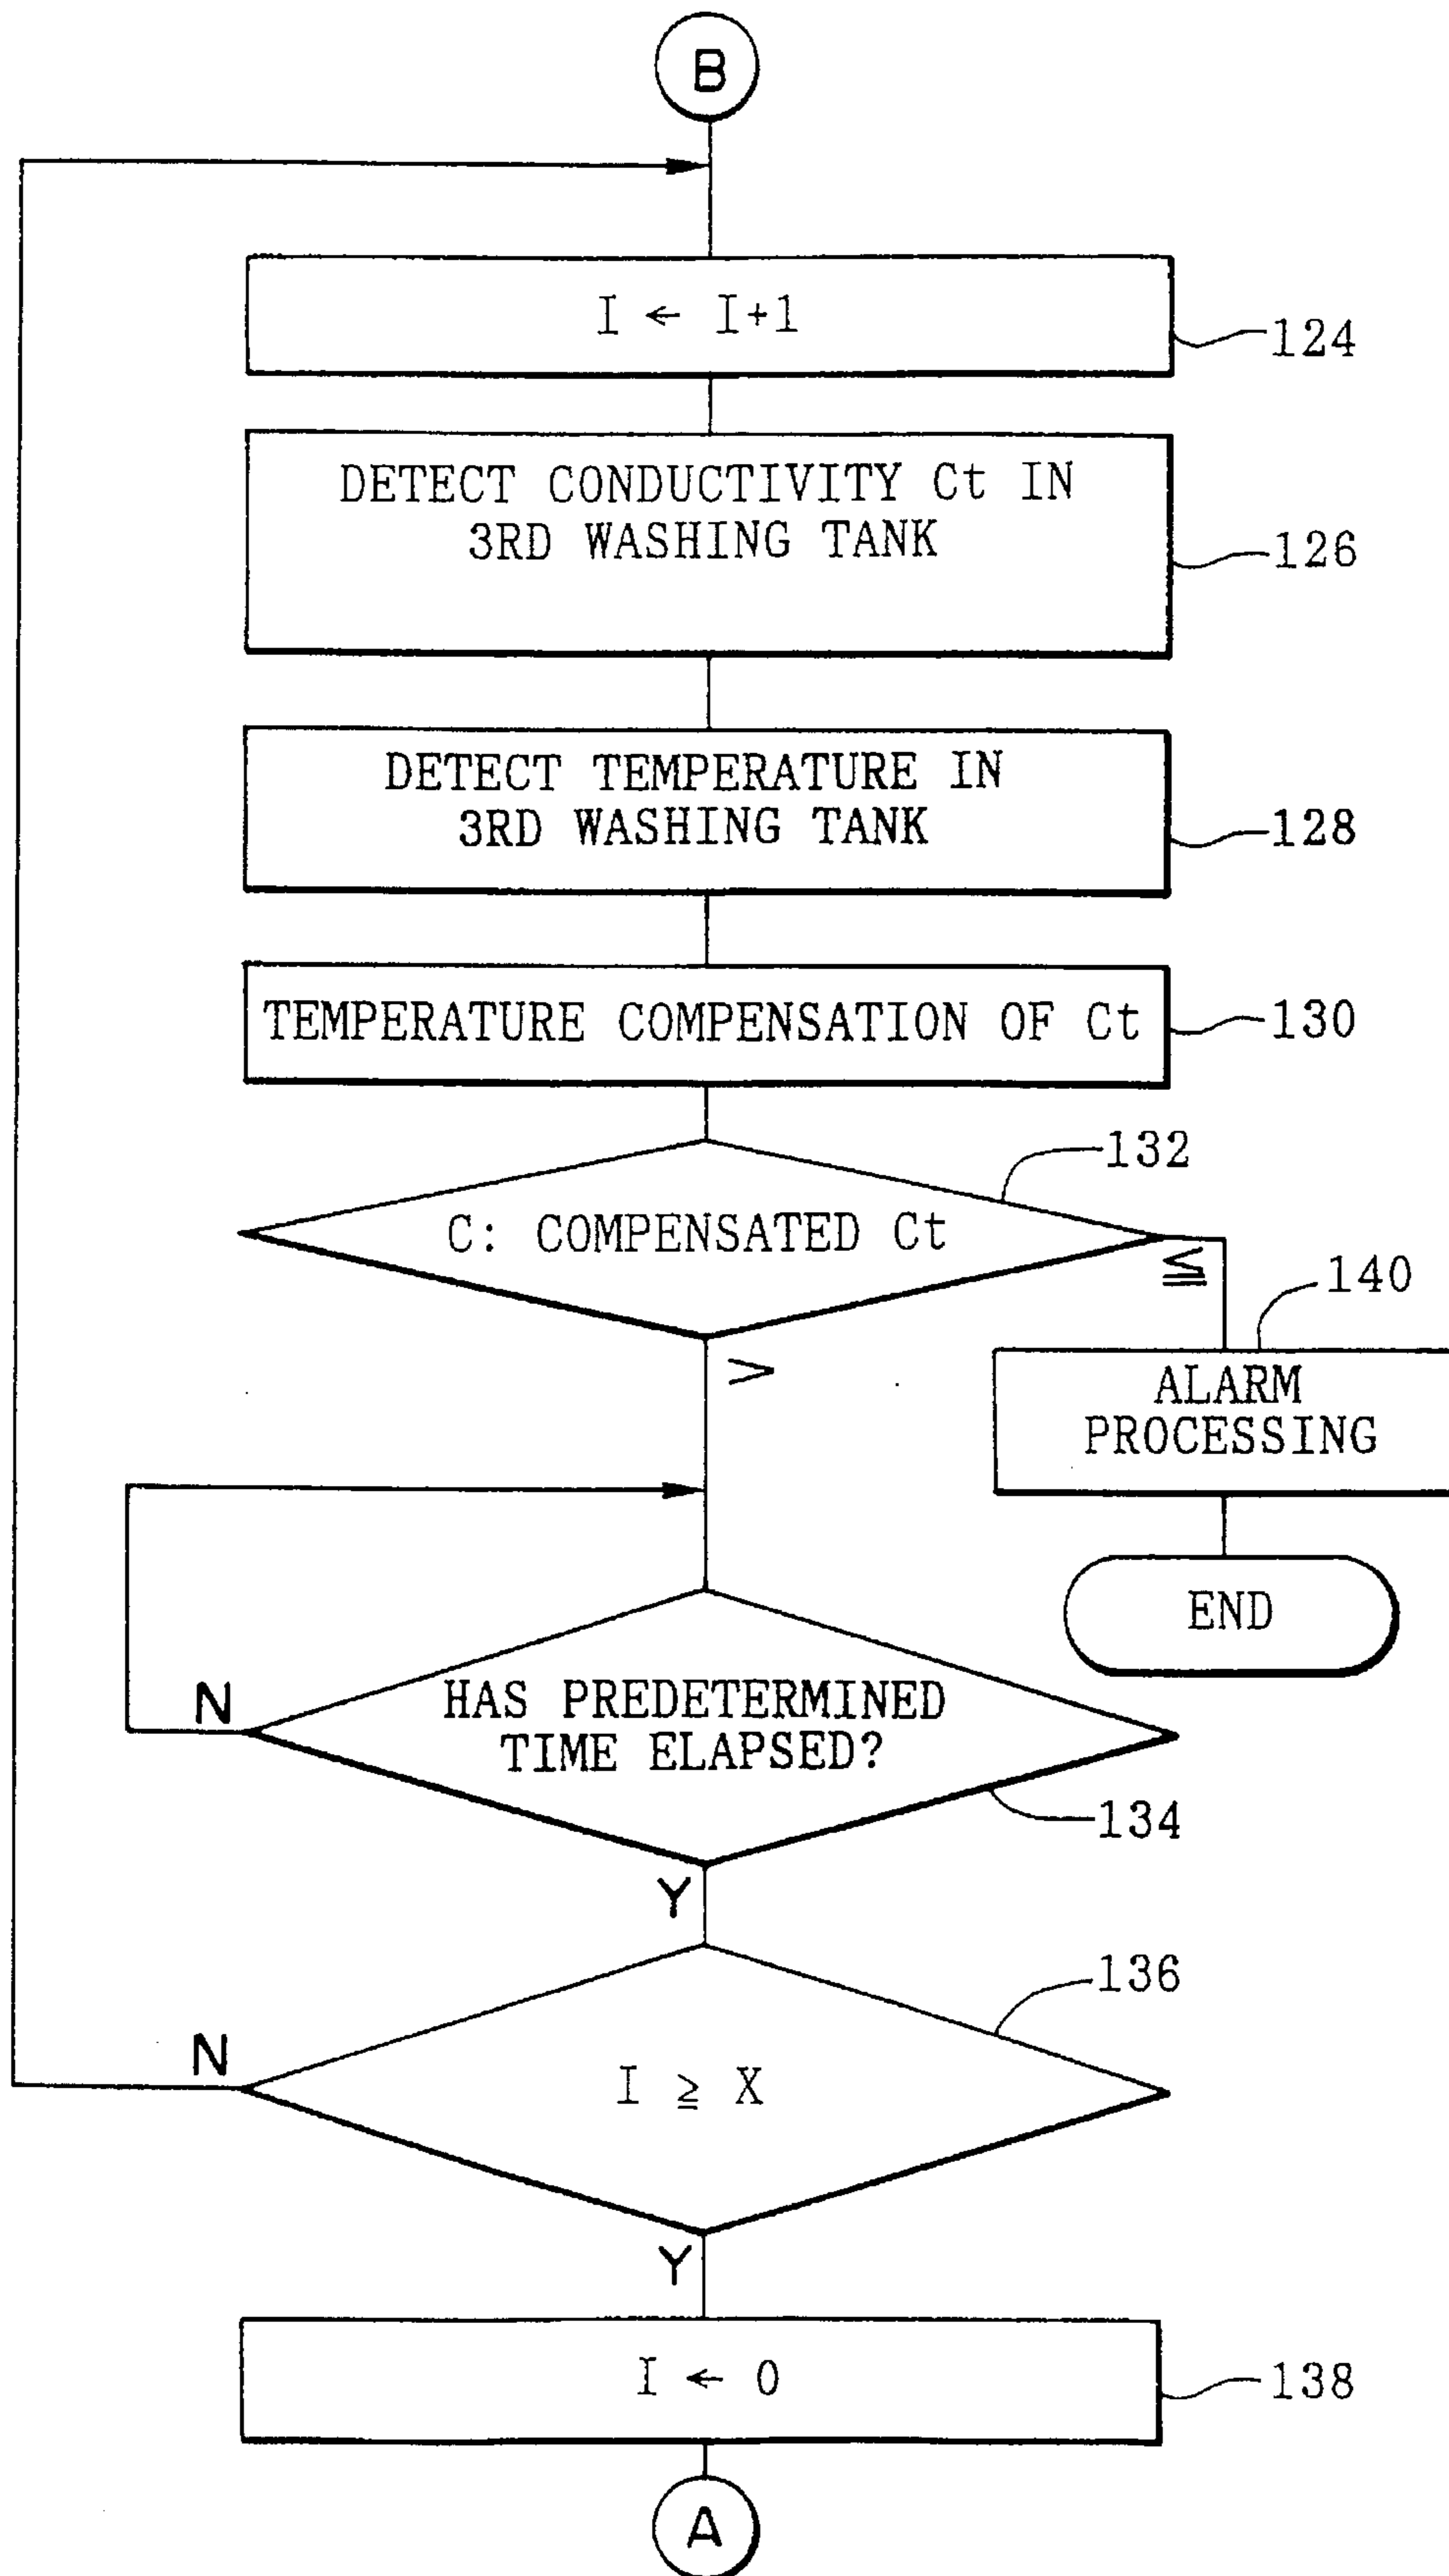 B
I ← I+1
124
DETECT CONDUCTIVITY Ct IN
3RD WASHING TANK
126
DETECT TEMPERATURE IN
3RD WASHING TANK
128
TEMPERATURE COMPENSATION OF Ct
130
132
C: COMPENSATED Ct
≦
140
>
ALARM
PROCESSING
END
N
HAS PREDETERMINED
TIME ELAPSED?
134
Y
136
N
I ≧ X
Y
I ← 0
138
A